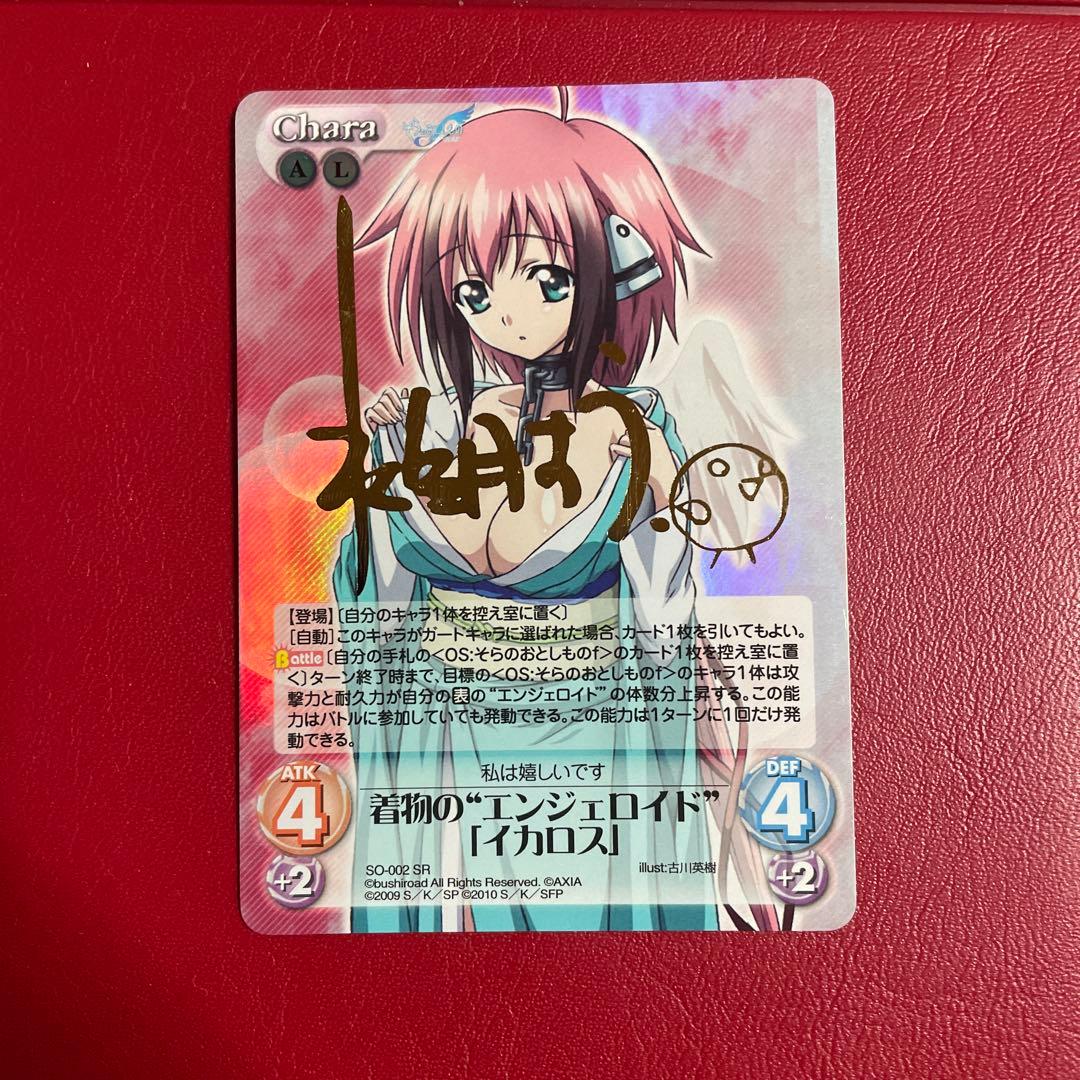 Chara
A L
【登場】〔自分のキャラ1体を控え室に置く〕
［自動］このキャラがガードキャラに選ばれた場合、カード1枚を引いてもよい。
Battle〔自分の手札の<OS:そらのおとしものf>のカード1枚を控え室に置
く〕ターン終了時まで、目標の<OS:そらのおとしものf>のキャラ1体は攻
撃力と耐久力が自分の表の“エンジェロイド”の体数分上昇する。この能
力はバトルに参加していても発動できる。この能力は1ターンに1回だけ発
動できる。
私は嬉しいです
ATK
4
+2
着物の“エンジェロイド”
「イカロス」
DEF
4
+2
SO-002 SR
illust:古川英樹
©bushiroad All Rights Reserved. ©AXIA
©2009 S／K／SP ©2010 S／K／SFP